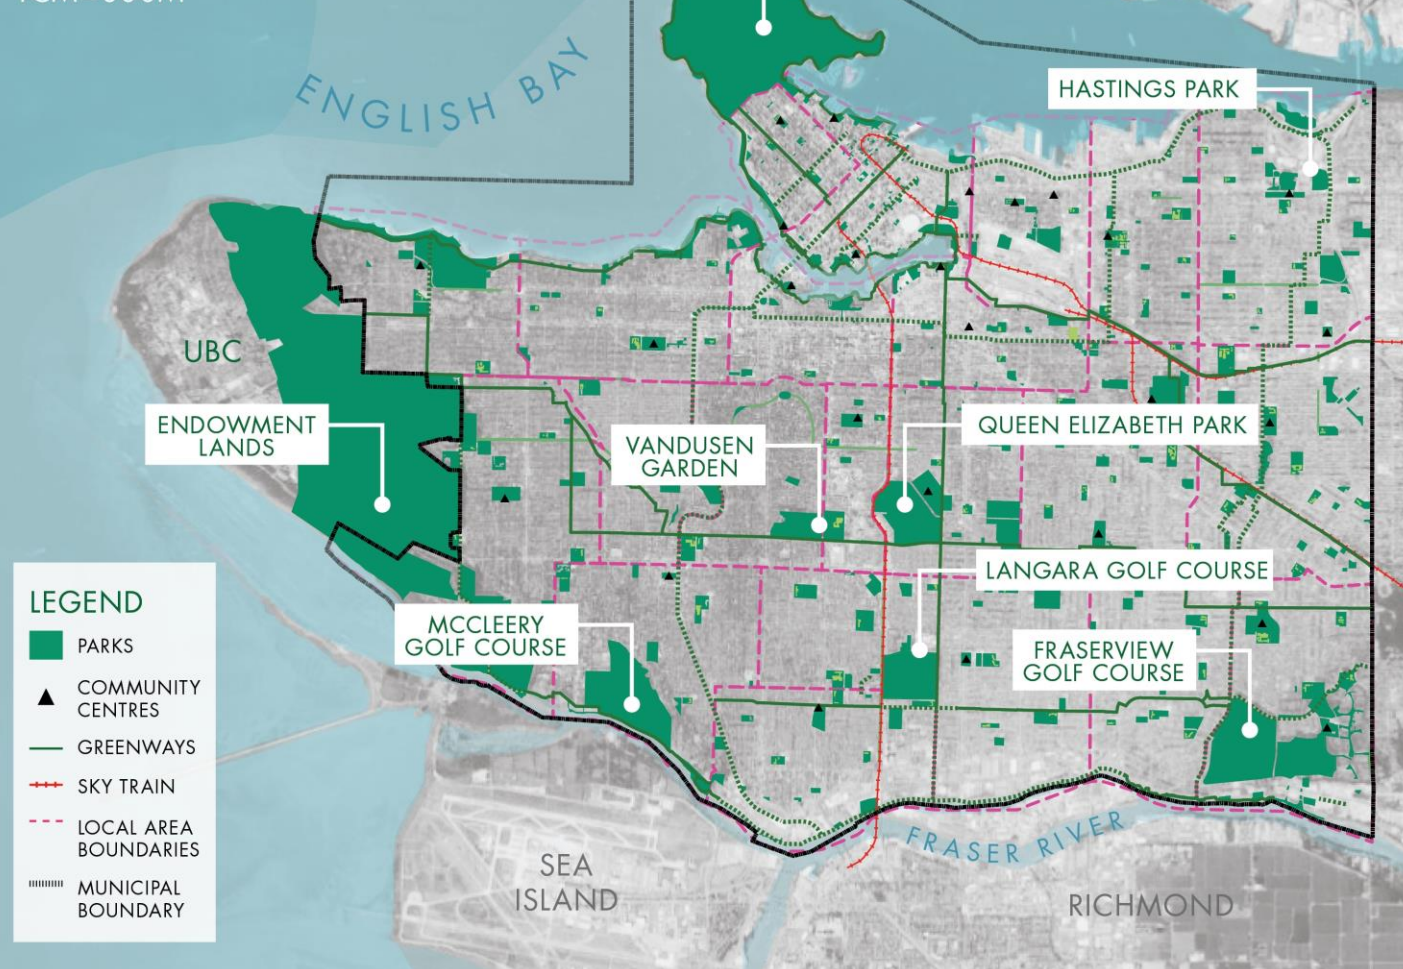 ENGLISH BAY
HASTINGS PARK
UBC
ENDOWMENT
LANDS
VANDUSEN
GARDEN
QUEEN ELIZABETH PARK
LANGARA GOLF COURSE
MCCLEERY
GOLF COURSE
FRASERVIEW
GOLF COURSE
LEGEND
PARKS
COMMUNITY
CENTRES
GREENWAYS
SKY TRAIN
LOCAL AREA
BOUNDARIES
MUNICIPAL
BOUNDARY
FRASER RIVER
SEA
ISLAND
RICHMOND